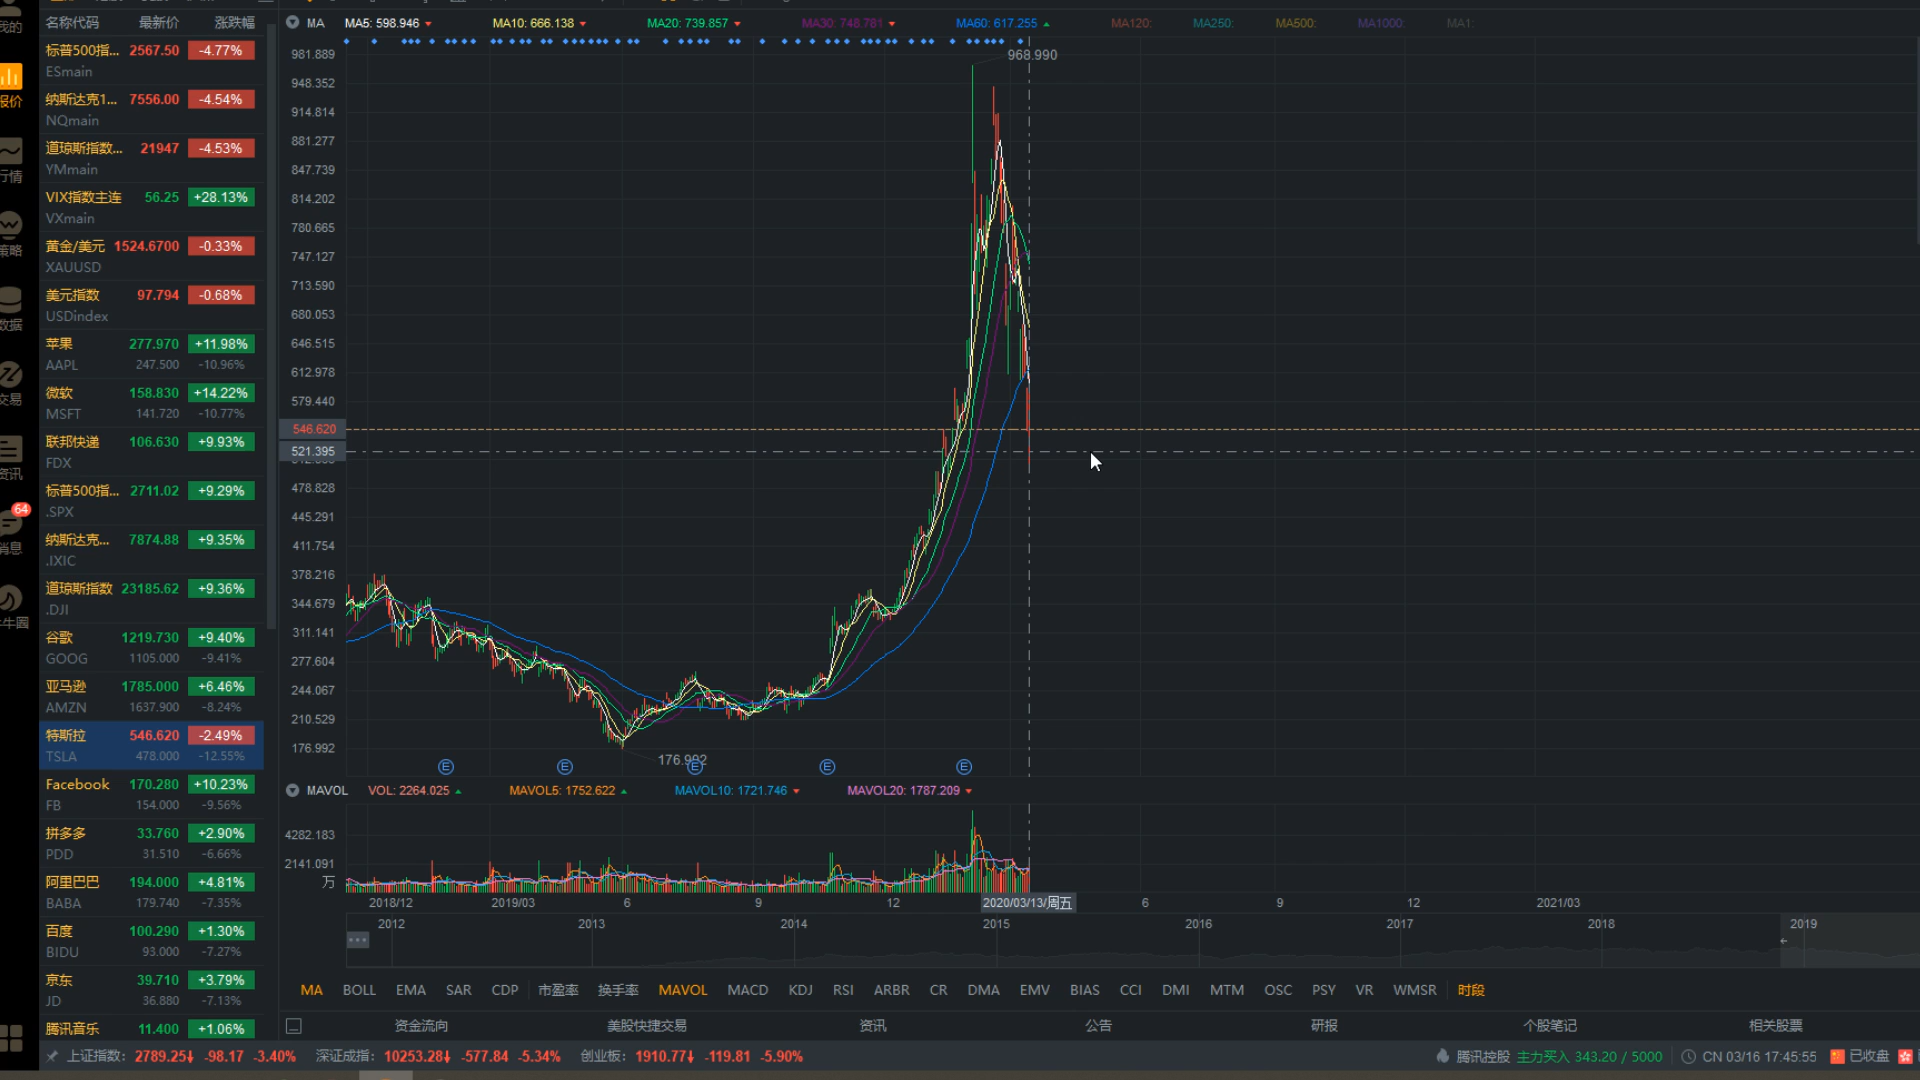 名称代码 最新价 涨跌幅
标普500指... 2567.50 -4.77%
ESmain
纳斯达克1... 7556.00 -4.54%
NQmain
道琼斯指数... 21947 -4.53%
YMmain
VIX指数主连 56.25 +28.13%
VXmain
黄金/美元 1524.6700 -0.33%
XAUUSD
美元指数 97.794 -0.68%
USDindex
苹果 277.970 +11.98%
AAPL 247.500 -10.96%
微软 158.830 +14.22%
MSFT 141.720 -10.77%
联邦快递 106.630 +9.93%
FDX
标普500指... 2711.02 +9.29%
.SPX
纳斯达克... 7874.88 +9.35%
.IXIC
道琼斯指数 23185.62 +9.36%
.DJI
谷歌 1219.730 +9.40%
GOOG 1105.000 -9.41%
亚马逊 1785.000 +6.46%
AMZN 1637.900 -8.24%
特斯拉 546.620 -2.49%
TSLA 478.000 -12.55%
Facebook 170.280 +10.23%
FB 154.000 -9.56%
拼多多 33.760 +2.90%
PDD 31.510 -6.66%
阿里巴巴 194.000 +4.81%
BABA 179.740 -7.35%
百度 100.290 +1.30%
BIDU 93.000 -7.27%
京东 39.710 +3.79%
JD 36.880 -7.13%
腾讯音乐 11.400 +1.06%
我的
报价
行情
策略
数据
交易
资讯
64
消息
牛牛圈
MA MA5: 598.946 MA10: 666.138 MA20: 739.857 MA30: 748.781 MA60: 617.255 MA120: MA250: MA500: MA1000: MA1:
981.889
948.352
914.814
881.277
847.739
814.202
780.665
747.127
713.590
680.053
646.515
612.978
579.440
546.620
521.395
478.828
445.291
411.754
378.216
344.679
311.141
277.604
244.067
210.529
176.992
968.990
176.992
E E E E E
MAVOL VOL: 2264.025 MAVOL5: 1752.622 MAVOL10: 1721.746 MAVOL20: 1787.209
4282.183
2141.091
万
2018/12 2019/03 6 9 12 2020/03/13/周五 6 9 12 2021/03
2012 2013 2014 2015 2016 2017 2018 2019
MA BOLL EMA SAR CDP 市盈率 换手率 MAVOL MACD KDJ RSI ARBR CR DMA EMV BIAS CCI DMI MTM OSC PSY VR WMSR 时段
资金流向 美股快捷交易 资讯 公告 研报 个股笔记 相关股票
上证指数: 2789.25↓ -98.17 -3.40% 深证成指: 10253.28↓ -577.84 -5.34% 创业板: 1910.77↓ -119.81 -5.90% 腾讯控股 主力买入 343.20 / 5000 CN 03/16 17:45:55 已收盘